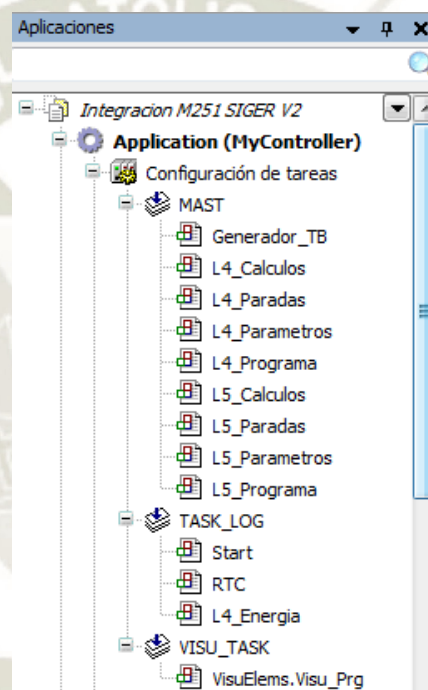 Aplicaciones
Integracion M251 SIGER V2
Application (MyController)
Configuración de tareas
MAST
Generador_TB
L4_Calculos
L4_Paradas
L4_Parametros
L4_Programa
L5_Calculos
L5_Paradas
L5_Parametros
L5_Programa
TASK_LOG
Start
RTC
L4_Energia
VISU_TASK
VisuElems.Visu_Prg